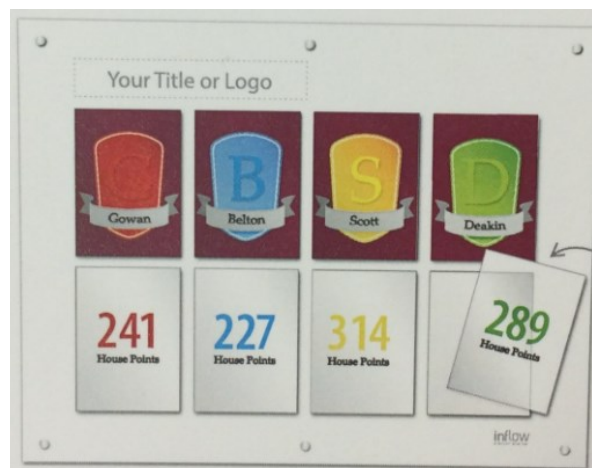 Your Title or Logo
G B S D
Gowan Belton Scott Deakin
241 227 314 289
House Points House Points House Points House Points
inflow